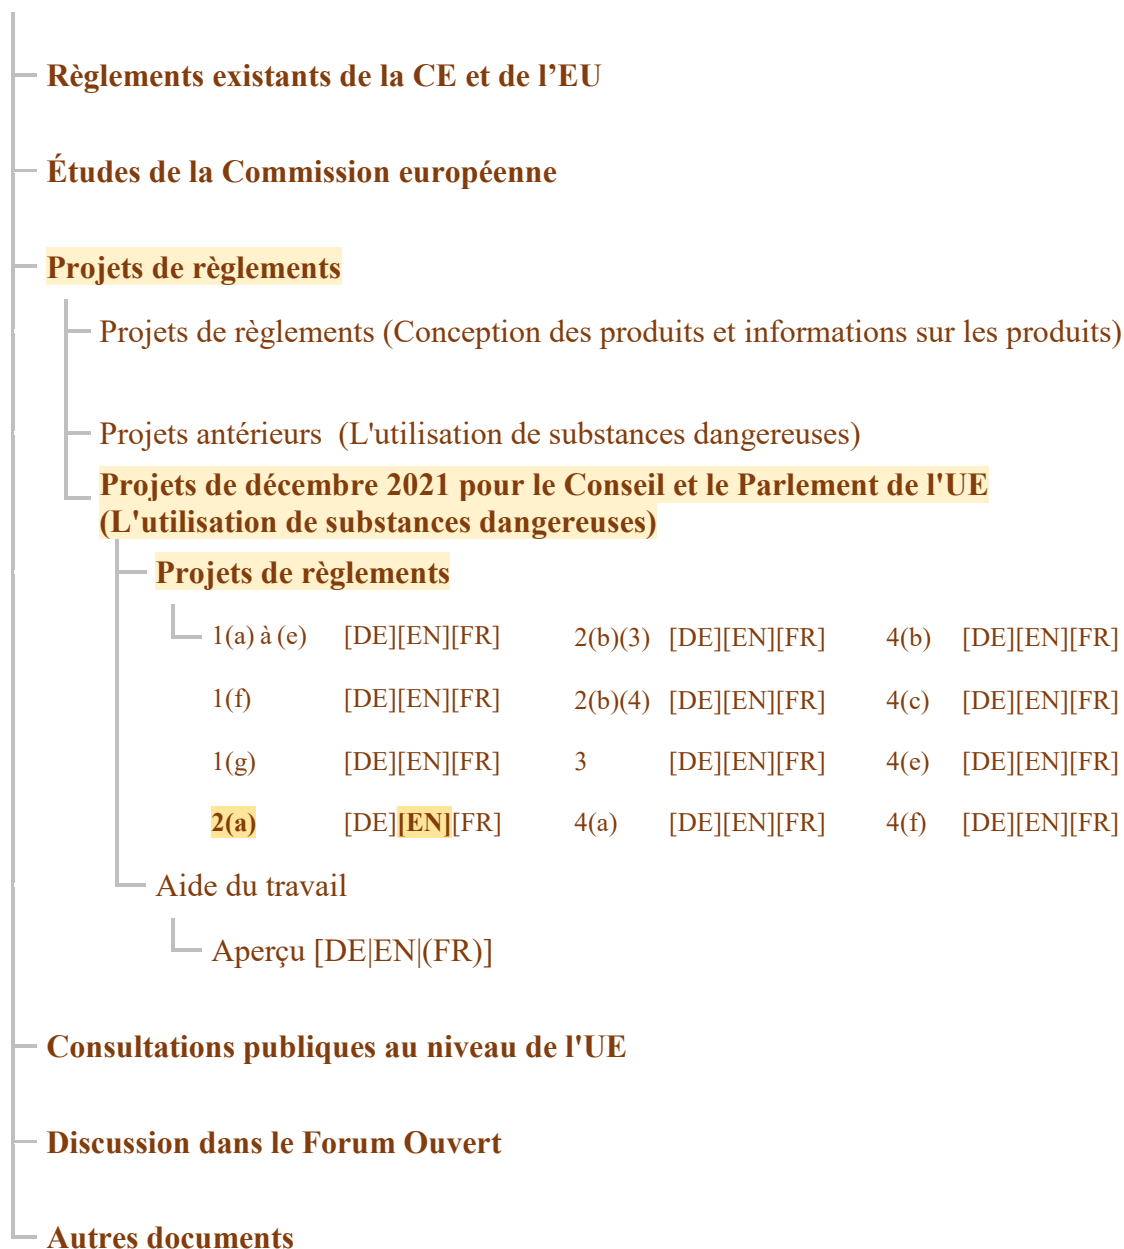 Règlements existants de la CE et de l’EU
Études de la Commission européenne
Projets de règlements
Projets de règlements (Conception des produits et informations sur les produits)
Projets antérieurs  (L'utilisation de substances dangereuses)
Projets de décembre 2021 pour le Conseil et le Parlement de l'UE
(L'utilisation de substances dangereuses)
Projets de règlements
1(a) à (e) [DE][EN][FR] 2(b)(3) [DE][EN][FR] 4(b) [DE][EN][FR]
1(f) [DE][EN][FR] 2(b)(4) [DE][EN][FR] 4(c) [DE][EN][FR]
1(g) [DE][EN][FR] 3 [DE][EN][FR] 4(e) [DE][EN][FR]
2(a) [DE][EN][FR] 4(a) [DE][EN][FR] 4(f) [DE][EN][FR]
Aide du travail
Aperçu [DE|EN|(FR)]
Consultations publiques au niveau de l'UE
Discussion dans le Forum Ouvert
Autres documents